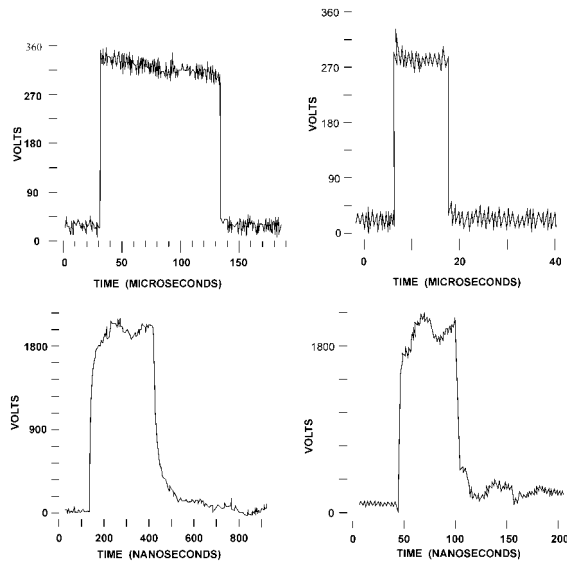 360
270
180
90
0
VOLTS
0 50 100 150
TIME (MICROSECONDS)
360
270
180
90
0
VOLTS
0 20 40
TIME (MICROSECONDS)
1800
900
0
VOLTS
0 200 400 600 800
TIME (NANOSECONDS)
1800
0
VOLTS
0 50 100 200
TIME (NANOSECONDS)